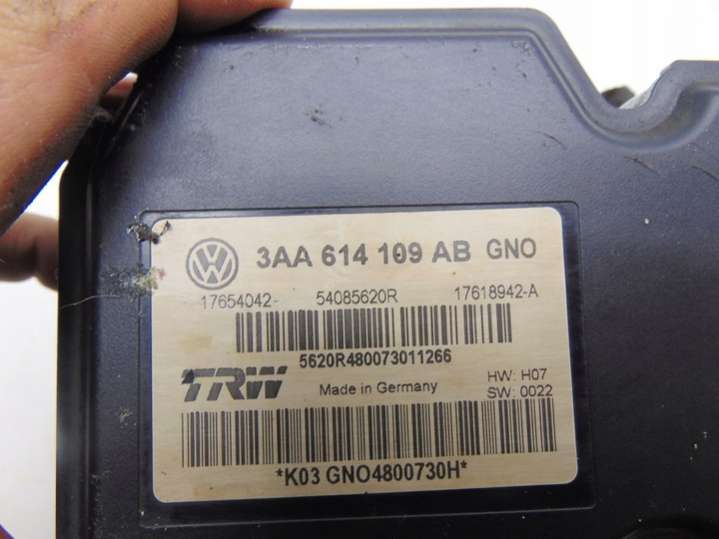 3AA 614 109 AB GNO
17654042- 54085620R 17618942-A
5620R480073011266
TRW Made in Germany HW: H07
SW: 0022
*K03 GNO4800730H*